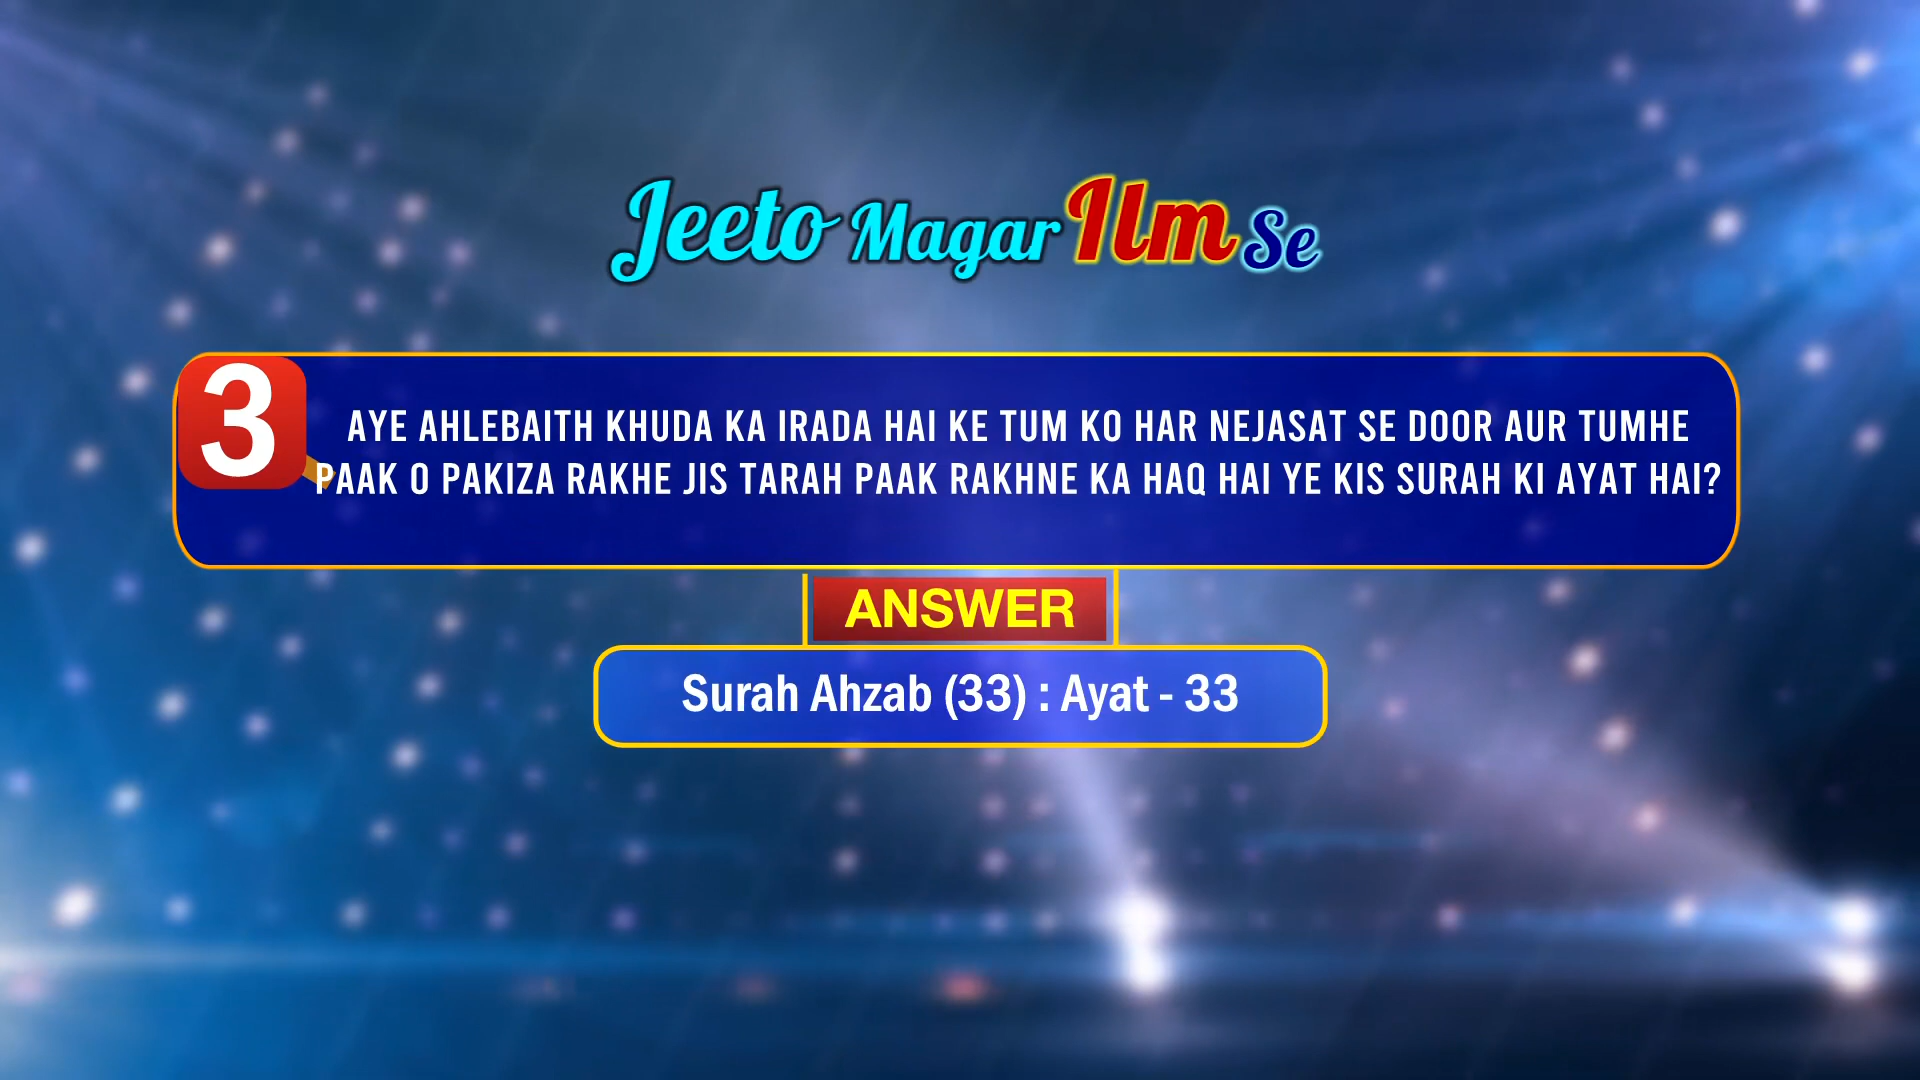 Jeeto Magar Ilm Se
3
AYE AHLEBAITH KHUDA KA IRADA HAI KE TUM KO HAR NEJASAT SE DOOR AUR TUMHE
PAAK O PAKIZA RAKHE JIS TARAH PAAK RAKHNE KA HAQ HAI YE KIS SURAH KI AYAT HAI?
ANSWER
Surah Ahzab (33) : Ayat - 33